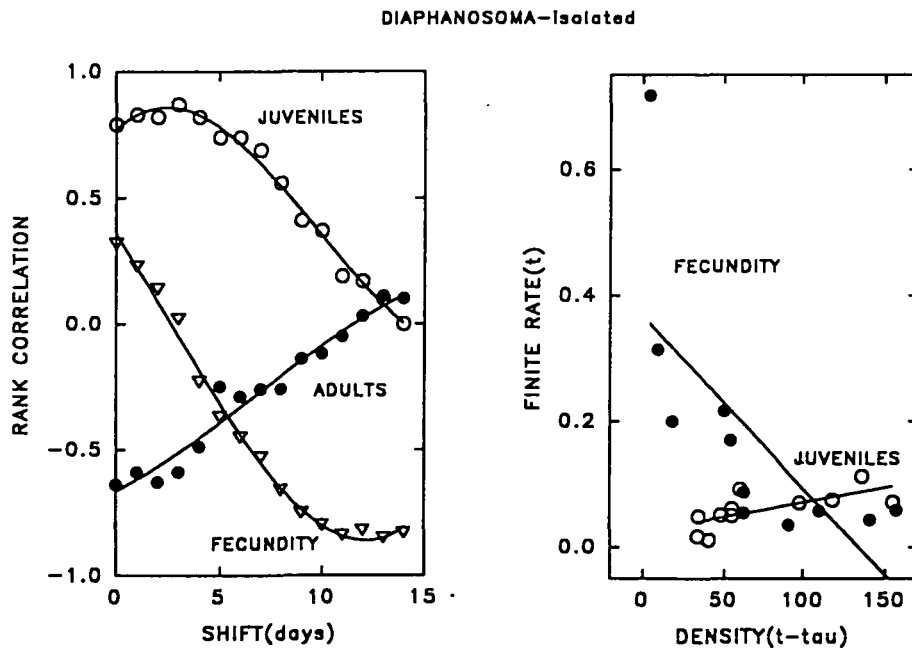 DIAPHANOSOMA-isolated
RANK CORRELATION
1.0
0.5
0.0
-0.5
-1.0
JUVENILES
ADULTS
FECUNDITY
0 5 10 15
SHIFT(days)
FINITE RATE(t)
0.6
0.4
0.2
0.0
FECUNDITY
JUVENILES
0 50 100 150
DENSITY(t-tau)